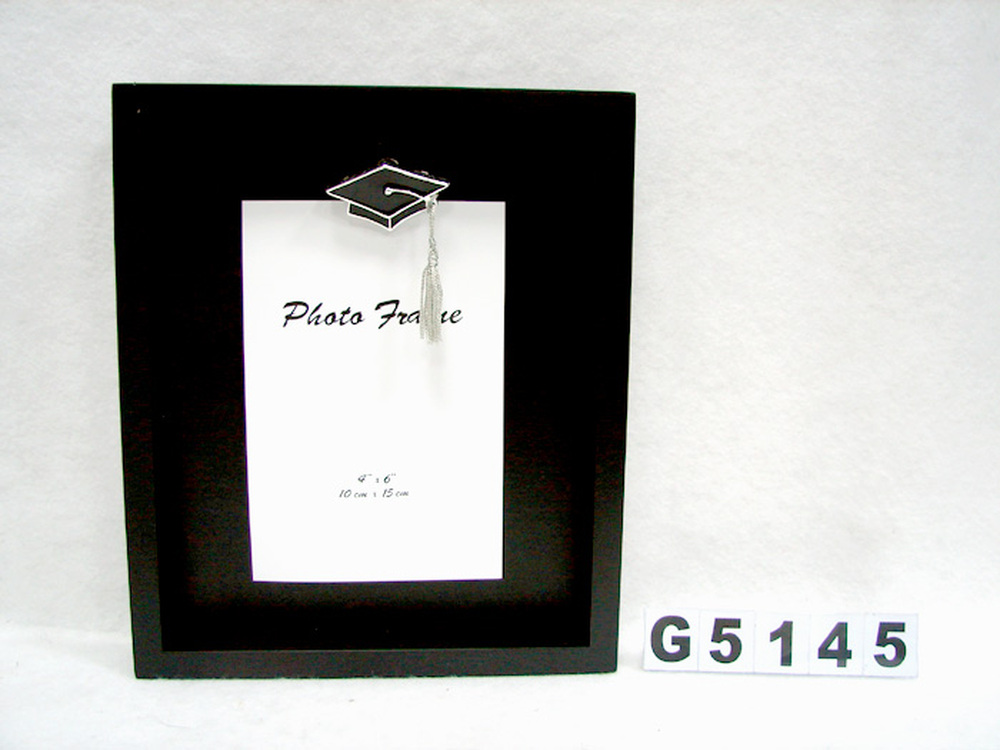 Photo Frame
4" x 6"
10 cm x 15 cm
G5145